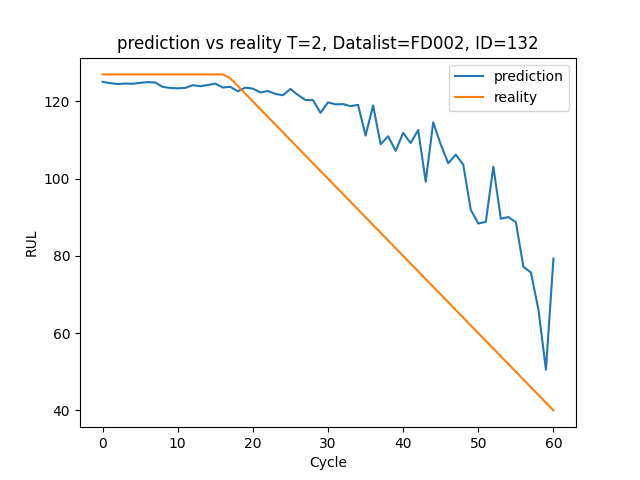 prediction vs reality T=2, Datalist=FD002, ID=132
prediction
reality
RUL
120
100
80
60
40
0 10 20 30 40 50 60
Cycle